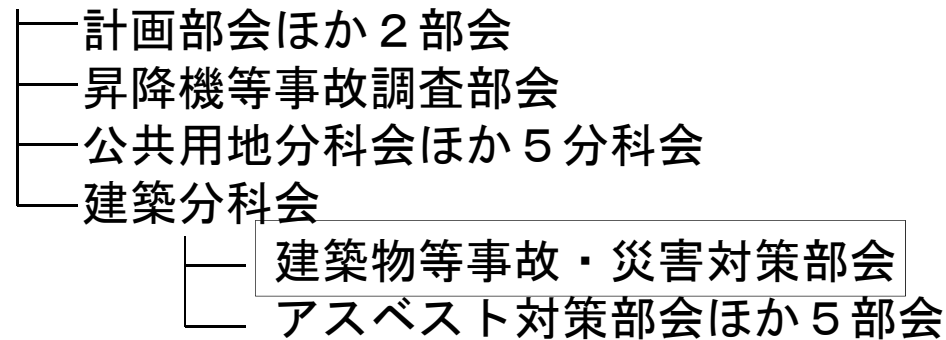 計画部会ほか２部会
昇降機等事故調査部会
公共用地分科会ほか５分科会
建築分科会
建築物等事故・災害対策部会
アスベスト対策部会ほか５部会